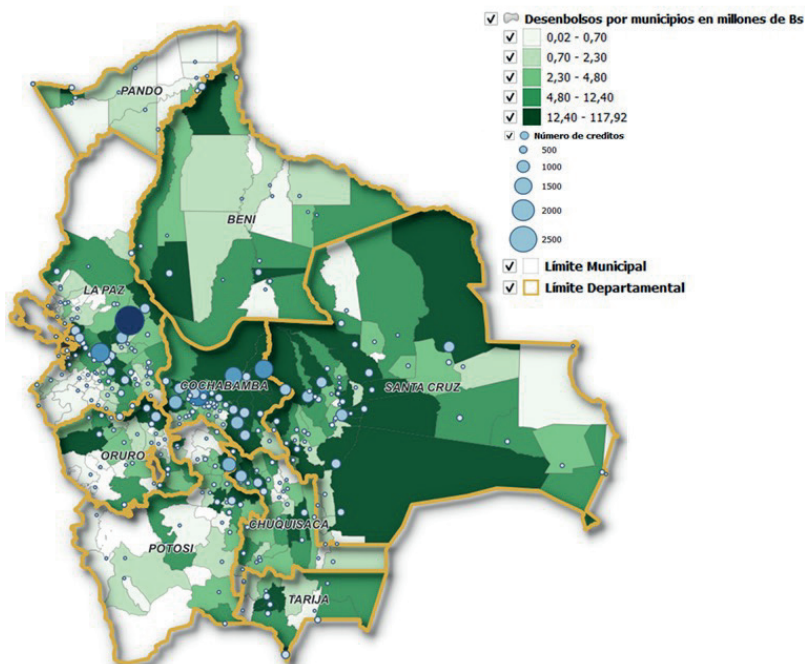 Desenbolsos por municipios en millones de Bs
0,02 - 0,70
0,70 - 2,30
2,30 - 4,80
4,80 - 12,40
12,40 - 117,92
Número de creditos
500
1000
1500
2000
2500
Límite Municipal
Límite Departamental
PANDO
BENI
LA PAZ
COCHABAMBA
SANTA CRUZ
ORURO
CHUQUISACA
POTOSI
TARIJA